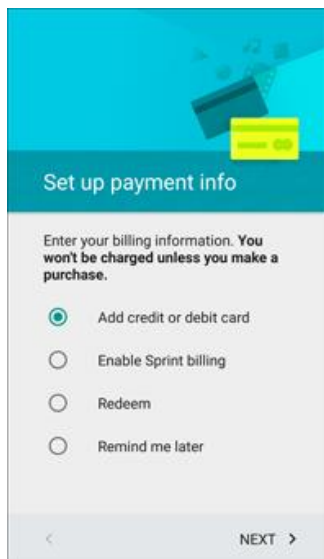 Set up payment info
Enter your billing information. You
won't be charged unless you make a
purchase.
Add credit or debit card
Enable Sprint billing
Redeem
Remind me later
NEXT